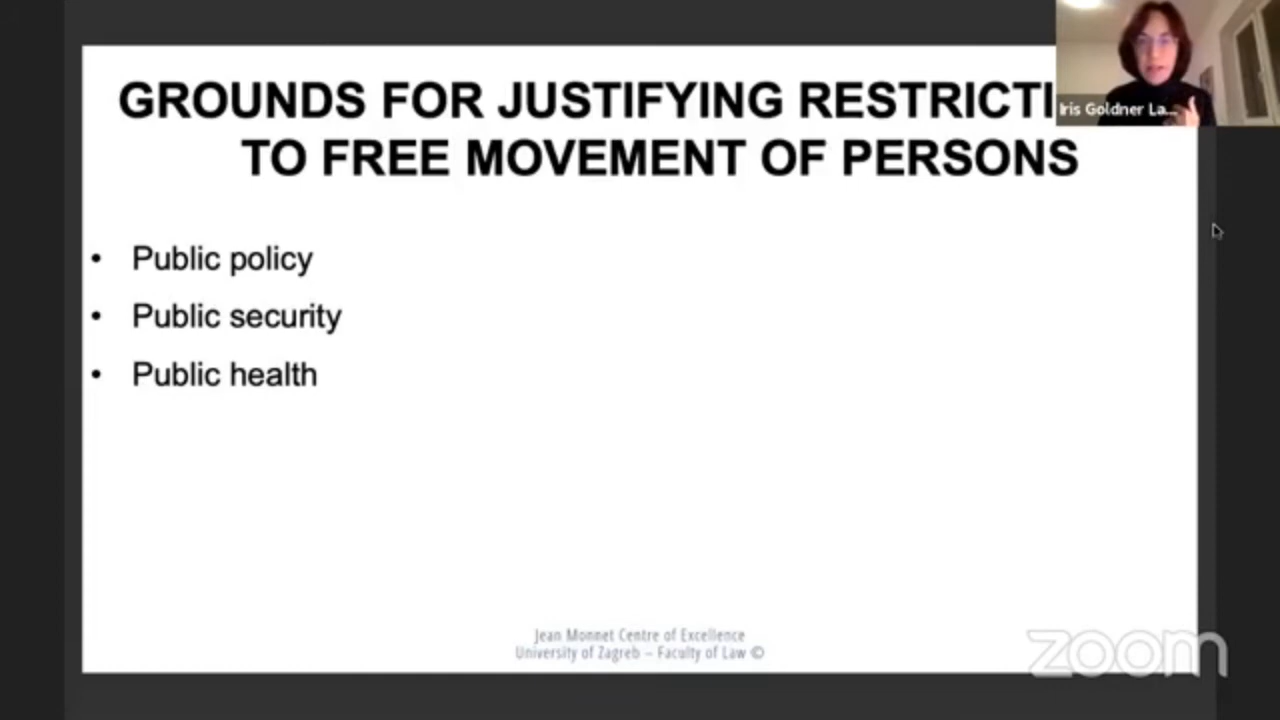 GROUNDS FOR JUSTIFYING RESTRICTI
TO FREE MOVEMENT OF PERSONS
Iris Goldner La...
• Public policy
• Public security
• Public health
Jean Monnet Centre of Excellence
University of Zagreb – Faculty of Law ©
zoom